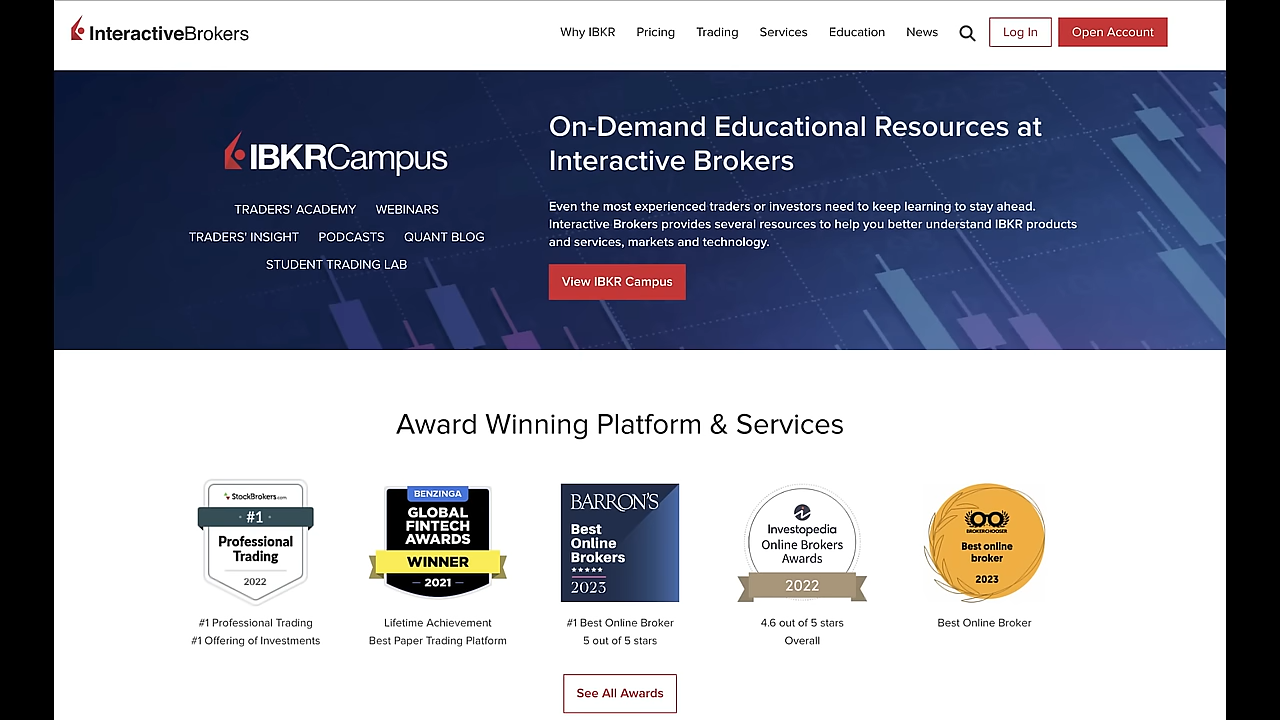 InteractiveBrokers
Why IBKR
Pricing
Trading
Services
Education
News
Log In
Open Account
IBKRCampus
TRADERS' ACADEMY
WEBINARS
TRADERS' INSIGHT
PODCASTS
QUANT BLOG
STUDENT TRADING LAB
On-Demand Educational Resources at
Interactive Brokers
Even the most experienced traders or investors need to keep learning to stay ahead.
Interactive Brokers provides several resources to help you better understand IBKR products
and services, markets and technology.
View IBKR Campus
Award Winning Platform & Services
StockBrokers.com
#1
Professional
Trading
2022
#1 Professional Trading
#1 Offering of Investments
BENZINGA
GLOBAL
FINTECH
AWARDS
WINNER
2021
Lifetime Achievement
Best Paper Trading Platform
BARRON'S
Best
Online
Brokers
★★★★★
2023
#1 Best Online Broker
5 out of 5 stars
Investopedia
Online Brokers
Awards
2022
4.6 out of 5 stars
Overall
BROKERCHOOSER
Best online
broker
2023
Best Online Broker
See All Awards